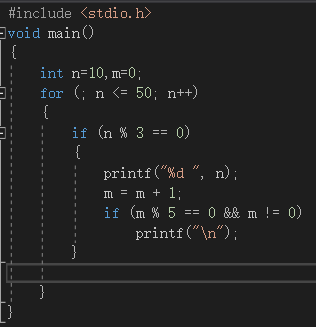 #include <stdio.h>
void main()
{
    int n=10,m=0;
    for (; n <= 50; n++)
    {
        if (n % 3 == 0)
        {
            printf("%d ", n);
            m = m + 1;
            if (m % 5 == 0 && m != 0)
                printf("\n");
        }

    }
}